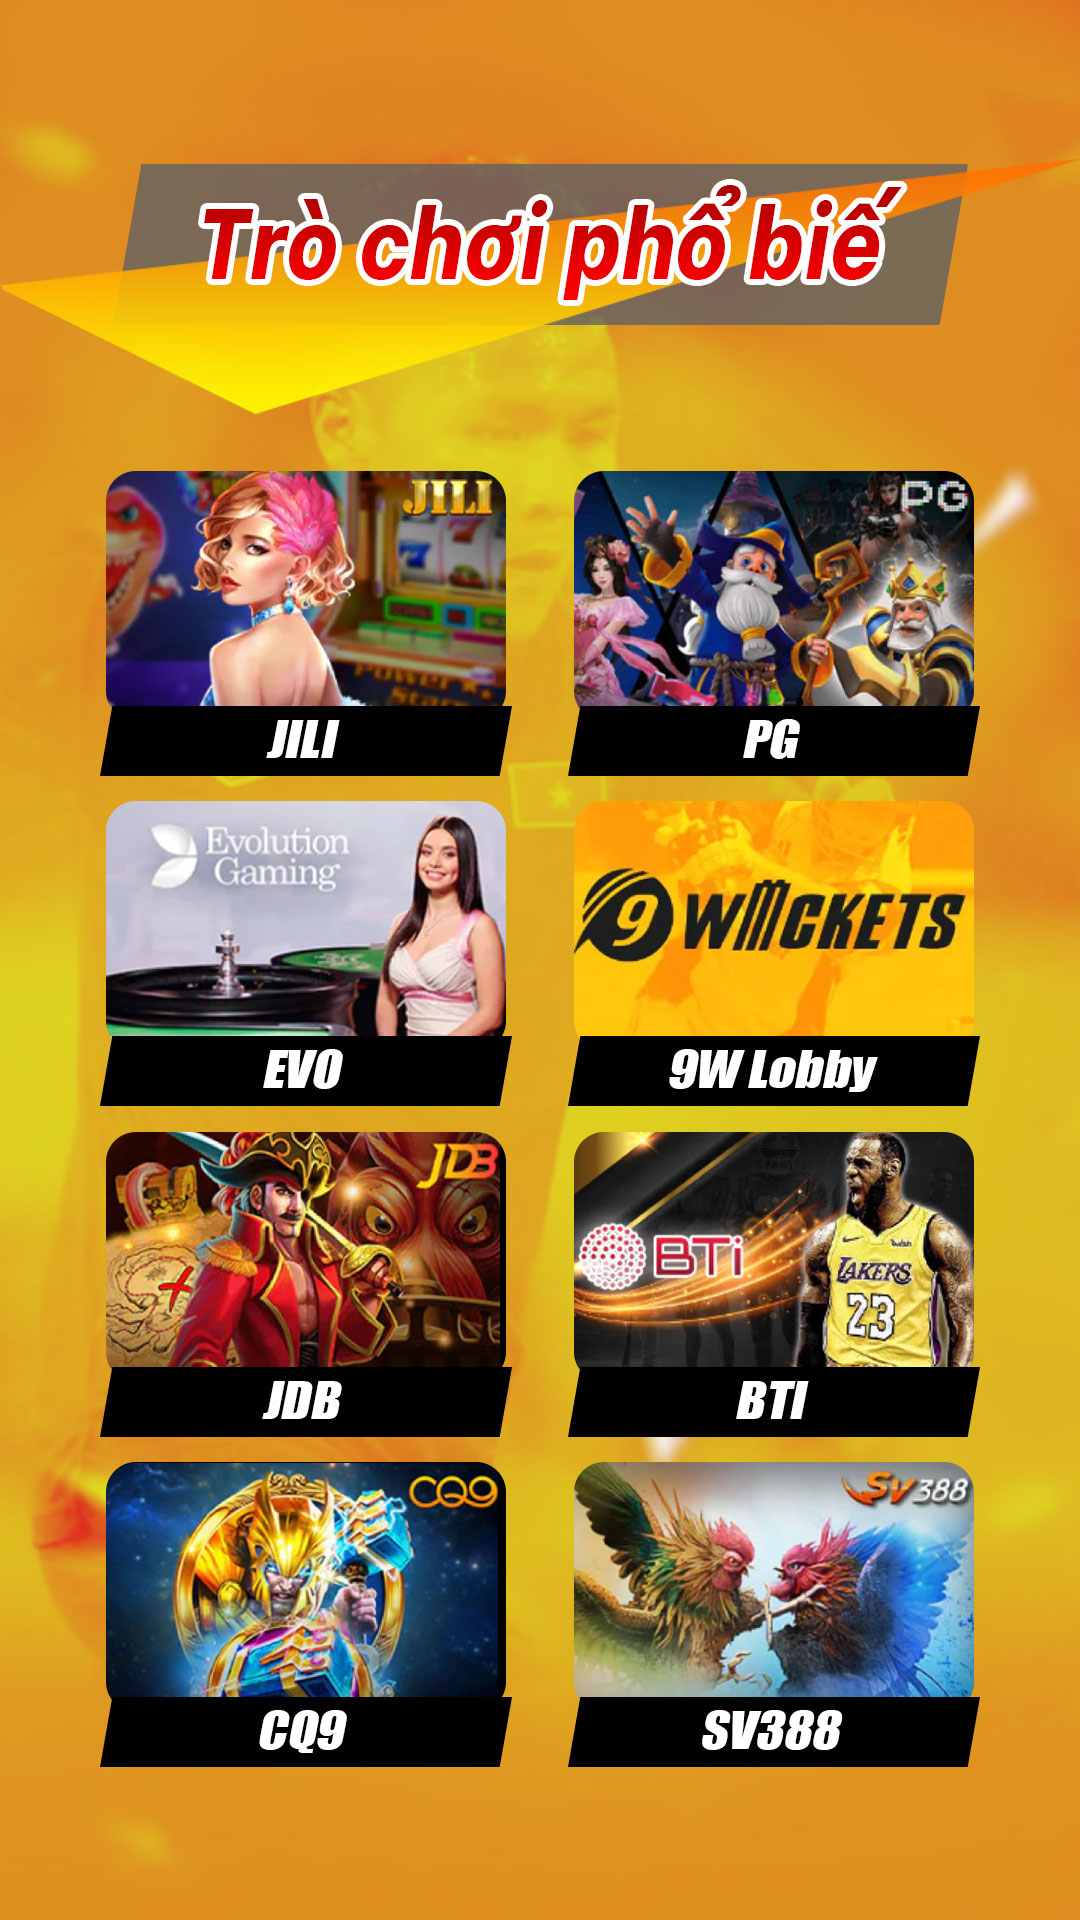 Trò chơi phổ biế
JILI
PG
JILI
PG
Evolution
Gaming
9 WICKETS
EVO
9W Lobby
JDB
BTi
LAKERS
23
JDB
BTI
CQ9
SV388
CQ9
SV388